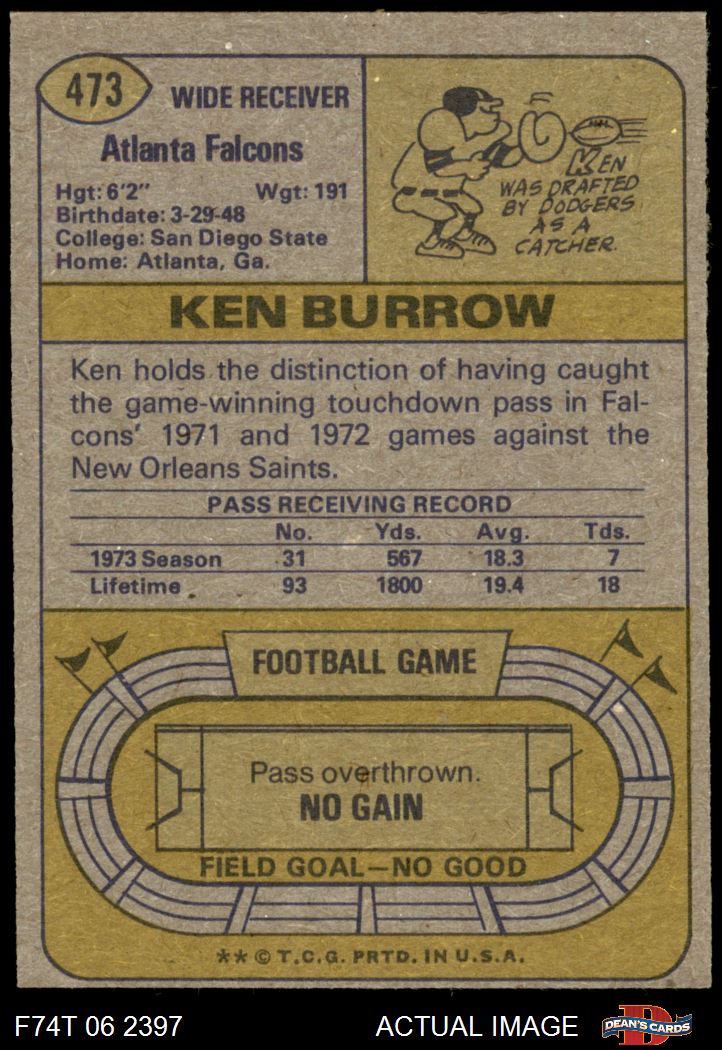 473
WIDE RECEIVER
Atlanta Falcons
Hgt: 6'2" Wgt: 191
Birthdate: 3-29-48
College: San Diego State
Home: Atlanta, Ga.
KEN
WAS DRAFTED
BY DODGERS
AS A
CATCHER.
KEN BURROW
Ken holds the distinction of having caught
the game-winning touchdown pass in Fal-
cons' 1971 and 1972 games against the
New Orleans Saints.
PASS RECEIVING RECORD
No. Yds. Avg. Tds.
1973 Season 31 567 18.3 7
Lifetime 93 1800 19.4 18
FOOTBALL GAME
Pass overthrown.
NO GAIN
FIELD GOAL—NO GOOD
** © T.C.G. PRTD. IN U.S.A.
F74T 06 2397 ACTUAL IMAGE D DEAN'S CARDS